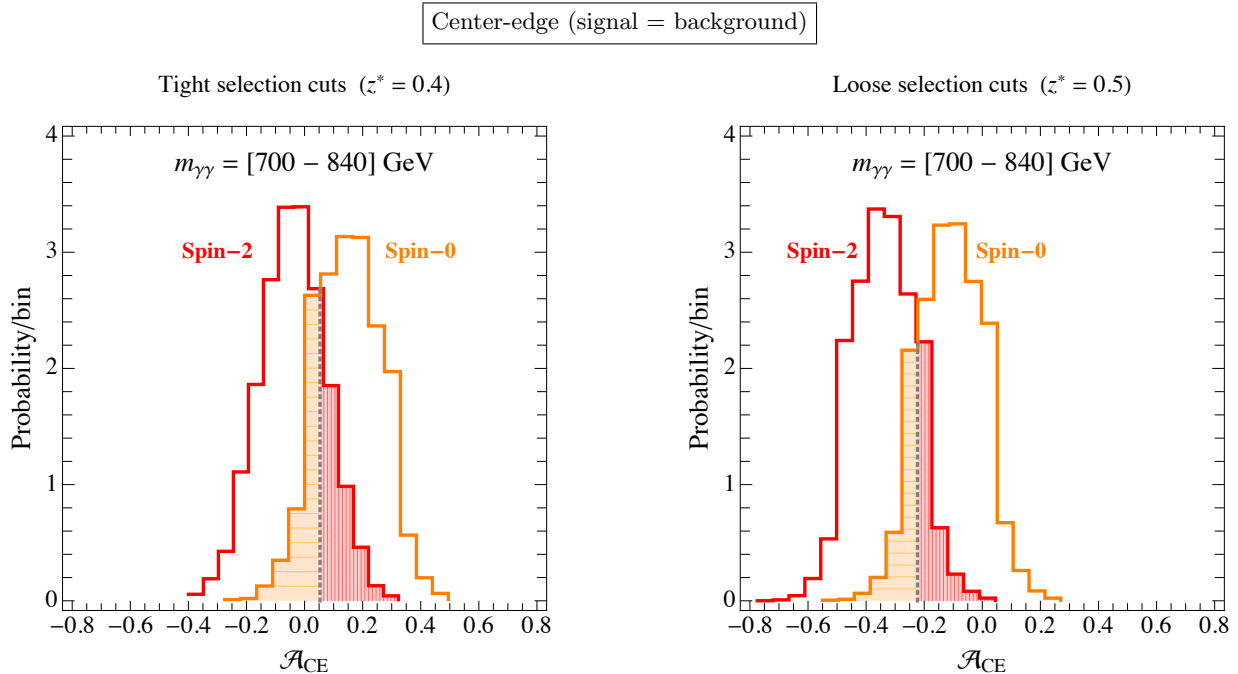 Center-edge (signal = background)
Tight selection cuts (z* = 0.4)
4
3
2
1
0
Probability/bin
m_γγ = [700 − 840] GeV
Spin−2
Spin−0
−0.8 −0.6 −0.4 −0.2 0.0 0.2 0.4 0.6 0.8
𝒜_CE
Loose selection cuts (z* = 0.5)
4
3
2
1
0
Probability/bin
m_γγ = [700 − 840] GeV
Spin−2
Spin−0
−0.8 −0.6 −0.4 −0.2 0.0 0.2 0.4 0.6 0.8
𝒜_CE